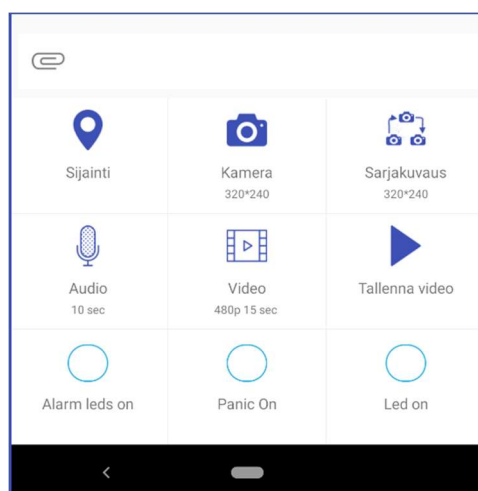 Sijainti
Kamera
320*240
Sarjakuvaus
320*240
Audio
10 sec
Video
480p 15 sec
Tallenna video
Alarm leds on
Panic On
Led on